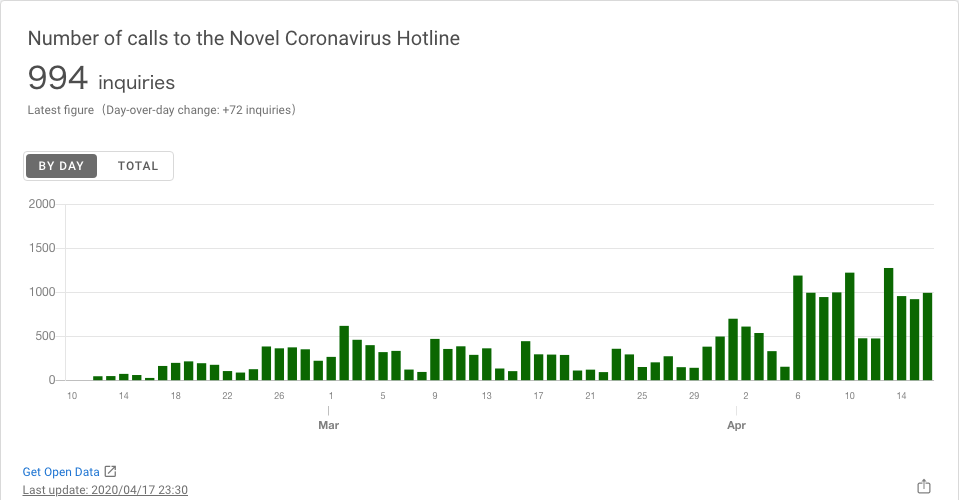 Number of calls to the Novel Coronavirus Hotline
994 inquiries
Latest figure （Day-over-day change: +72 inquiries）
BY DAY TOTAL
2000
1500
1000
500
0
10 14 18 22 26 1 5 9 13 17 21 25 29 2 6 10 14
Mar Apr
Get Open Data
Last update: 2020/04/17 23:30